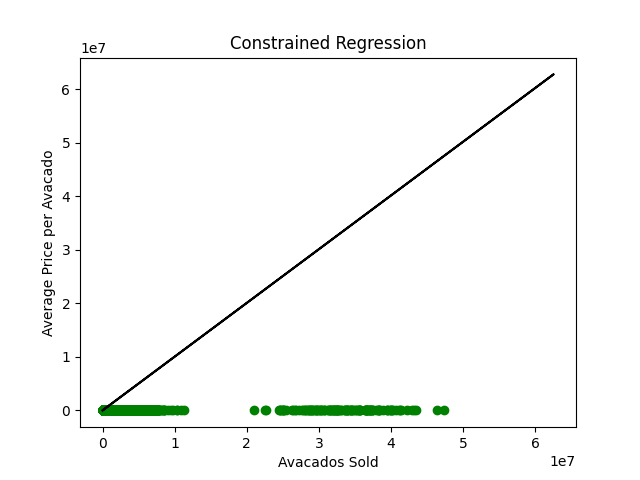 Constrained Regression
1e7
6
5
4
3
2
1
0
Average Price per Avacado
0 1 2 3 4 5 6
1e7
Avacados Sold